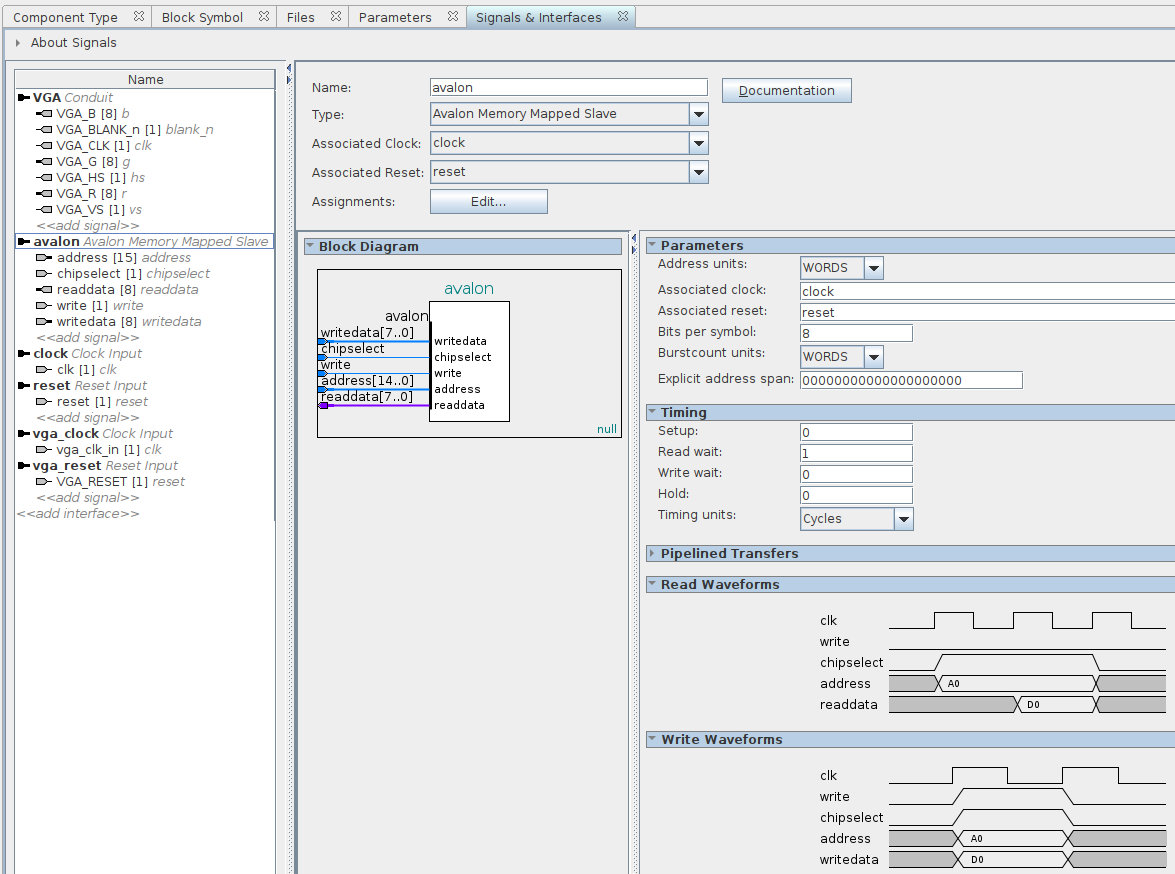 Component Type Block Symbol Files Parameters Signals & Interfaces
About Signals
Name
VGA Conduit
VGA_B [8] b
VGA_BLANK_n [1] blank_n
VGA_CLK [1] clk
VGA_G [8] g
VGA_HS [1] hs
VGA_R [8] r
VGA_VS [1] vs
<<add signal>>
avalon Avalon Memory Mapped Slave
address [15] address
chipselect [1] chipselect
readdata [8] readdata
write [1] write
writedata [8] writedata
<<add signal>>
clock Clock Input
clk [1] clk
reset Reset Input
reset [1] reset
<<add signal>>
vga_clock Clock Input
vga_clk_in [1] clk
vga_reset Reset Input
VGA_RESET [1] reset
<<add signal>>
<<add interface>>
Name: avalon Documentation
Type: Avalon Memory Mapped Slave
Associated Clock: clock
Associated Reset: reset
Assignments: Edit...
Block Diagram
avalon
avalon
writedata[7..0] writedata
chipselect chipselect
write write
address[14..0] address
readdata[7..0] readdata
null
Parameters
Address units: WORDS
Associated clock: clock
Associated reset: reset
Bits per symbol: 8
Burstcount units: WORDS
Explicit address span: 00000000000000000000
Timing
Setup: 0
Read wait: 1
Write wait: 0
Hold: 0
Timing units: Cycles
Pipelined Transfers
Read Waveforms
clk
write
chipselect
address A0
readdata D0
Write Waveforms
clk
write
chipselect
address A0
writedata D0